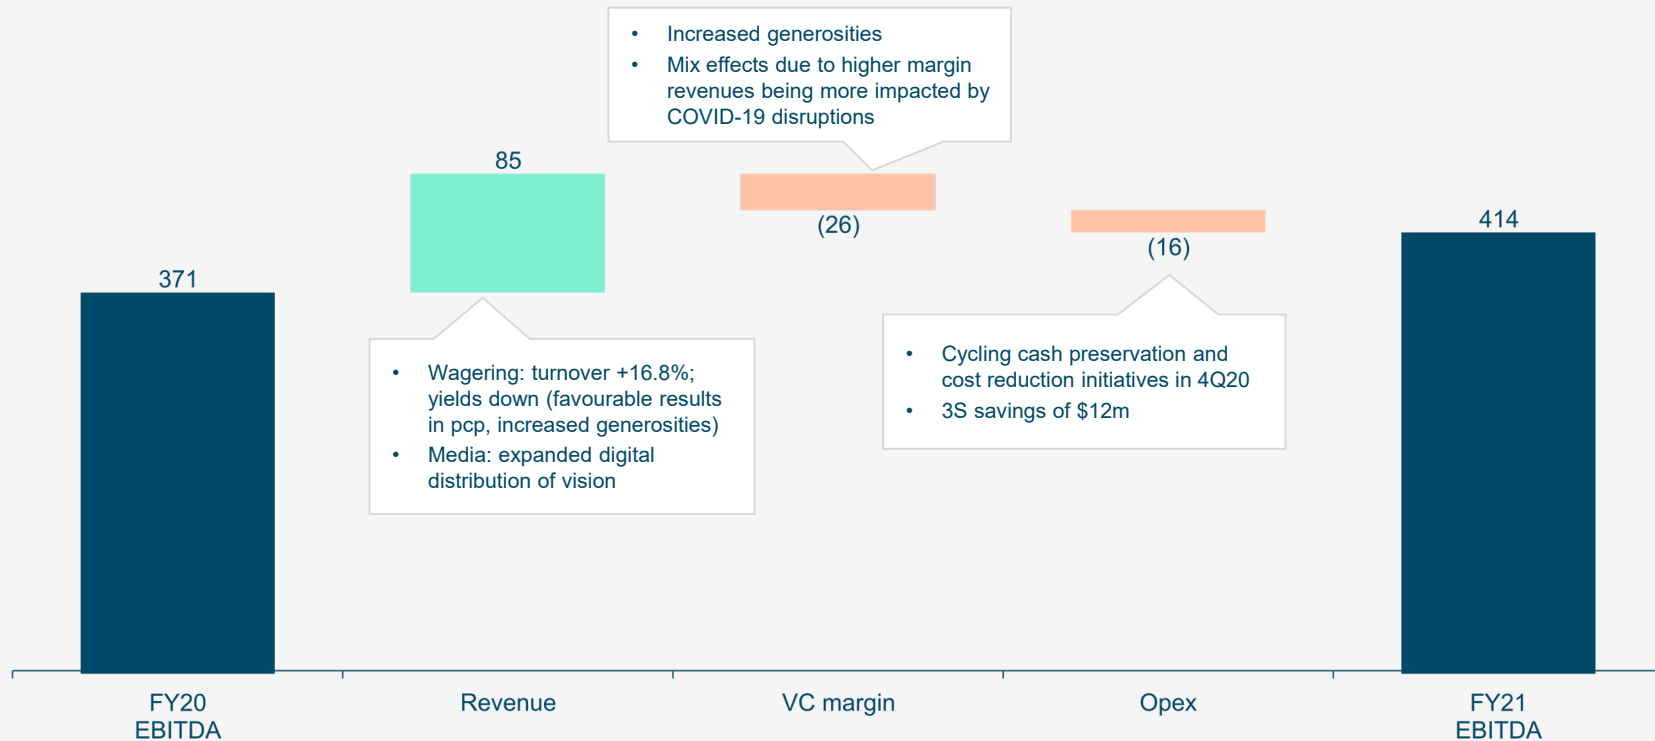 • Increased generosities
• Mix effects due to higher margin
revenues being more impacted by
COVID-19 disruptions
85
(26)
(16)
414
371
• Wagering: turnover +16.8%;
yields down (favourable results
in pcp, increased generosities)
• Media: expanded digital
distribution of vision
• Cycling cash preservation and
cost reduction initiatives in 4Q20
• 3S savings of $12m
FY20
EBITDA
Revenue
VC margin
Opex
FY21
EBITDA